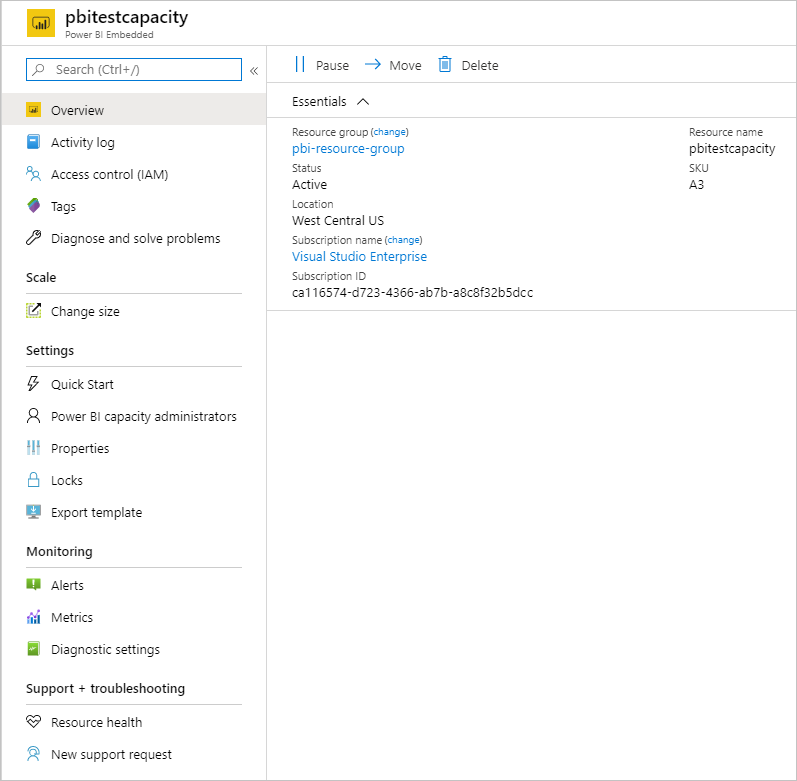 pbitestcapacity
Power BI Embedded
Search (Ctrl+/)
«
Overview
Activity log
Access control (IAM)
Tags
Diagnose and solve problems
Scale
Change size
Settings
Quick Start
Power BI capacity administrators
Properties
Locks
Export template
Monitoring
Alerts
Metrics
Diagnostic settings
Support + troubleshooting
Resource health
New support request
Pause Move Delete
Essentials
Resource group (change)
pbi-resource-group
Status
Active
Location
West Central US
Subscription name (change)
Visual Studio Enterprise
Subscription ID
ca116574-d723-4366-ab7b-a8c8f32b5dcc
Resource name
pbitestcapacity
SKU
A3